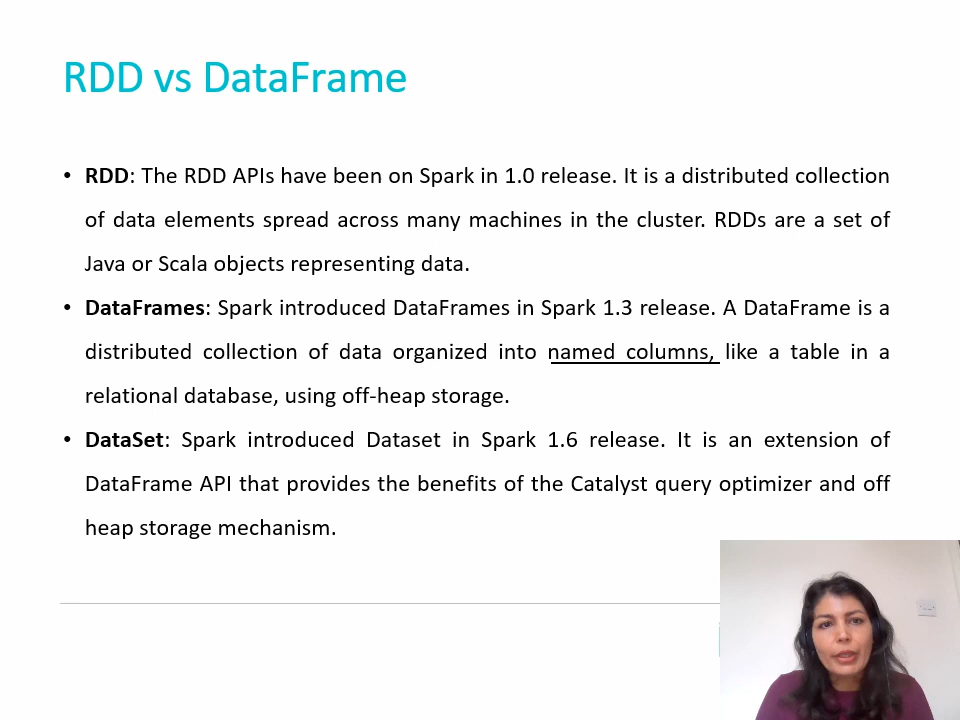 RDD vs DataFrame
• RDD: The RDD APIs have been on Spark in 1.0 release. It is a distributed collection
of data elements spread across many machines in the cluster. RDDs are a set of
Java or Scala objects representing data.
• DataFrames: Spark introduced DataFrames in Spark 1.3 release. A DataFrame is a
distributed collection of data organized into named columns, like a table in a
relational database, using off-heap storage.
• DataSet: Spark introduced Dataset in Spark 1.6 release. It is an extension of
DataFrame API that provides the benefits of the Catalyst query optimizer and off
heap storage mechanism.